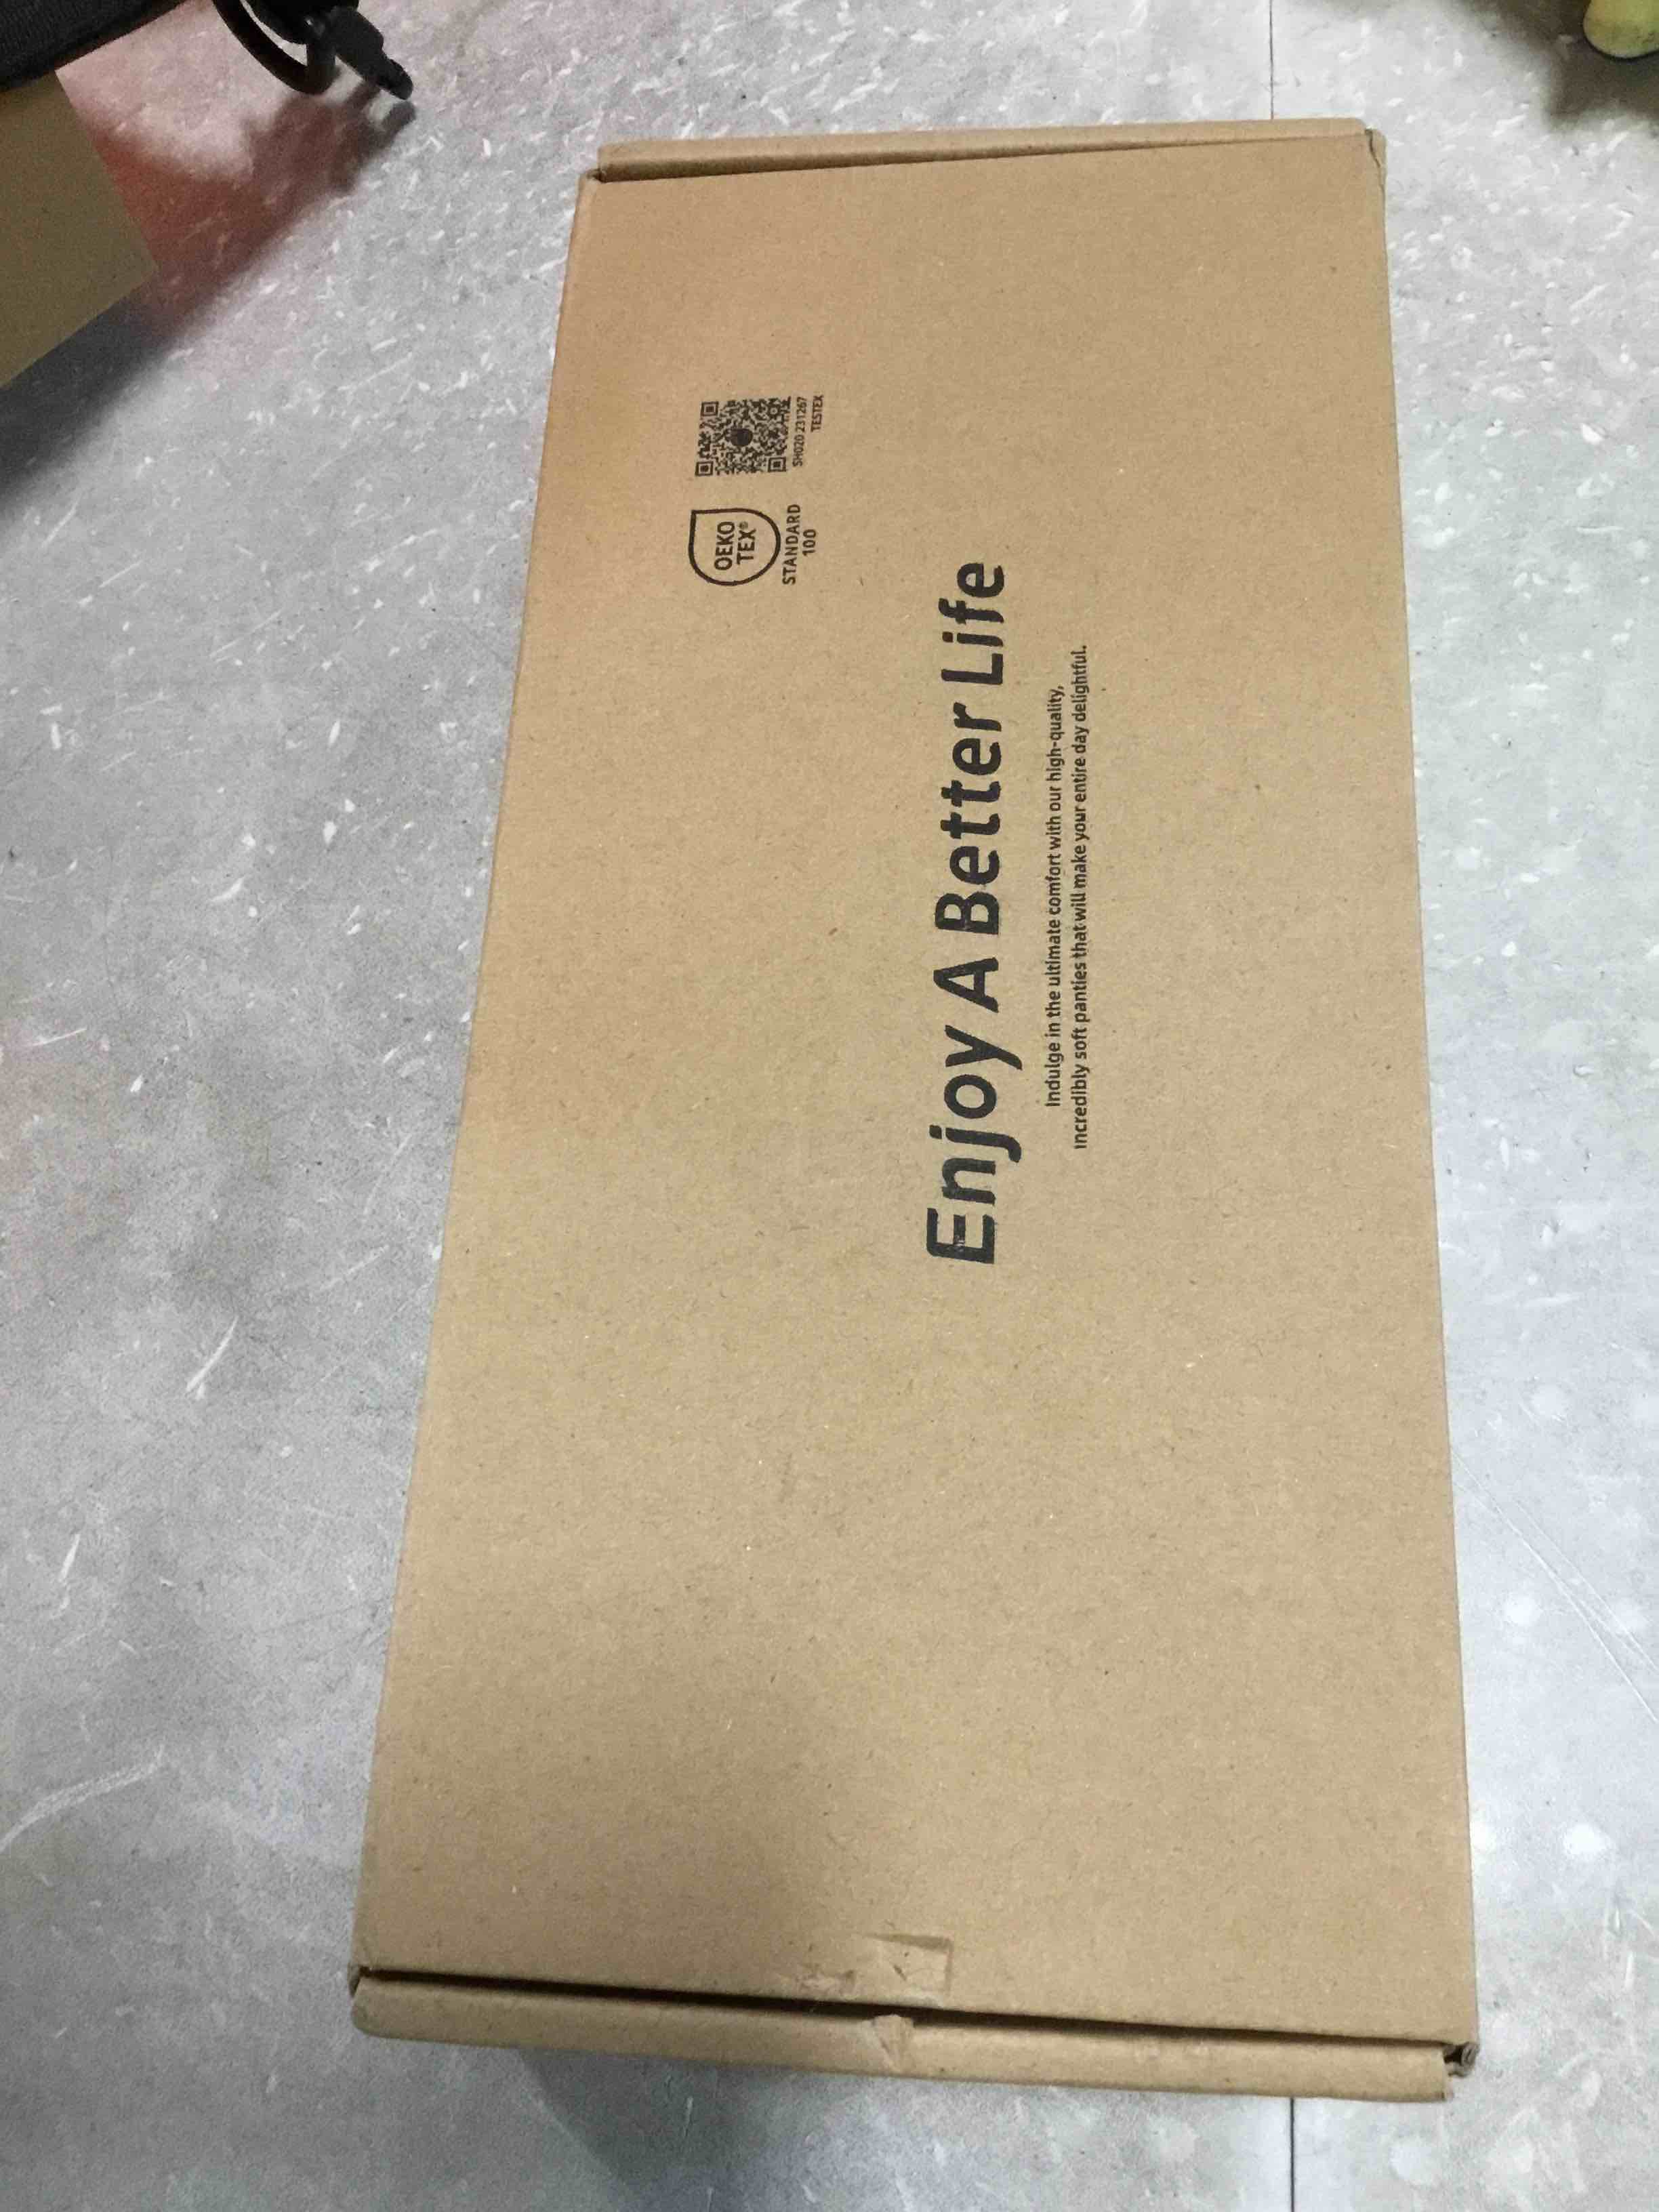 OEKO
TEX®
STANDARD
100
SH020 231267
TESTEX
Enjoy A Better Life
Indulge in the ultimate comfort with our high-quality,
incredibly soft panties that will make your entire day delightful.